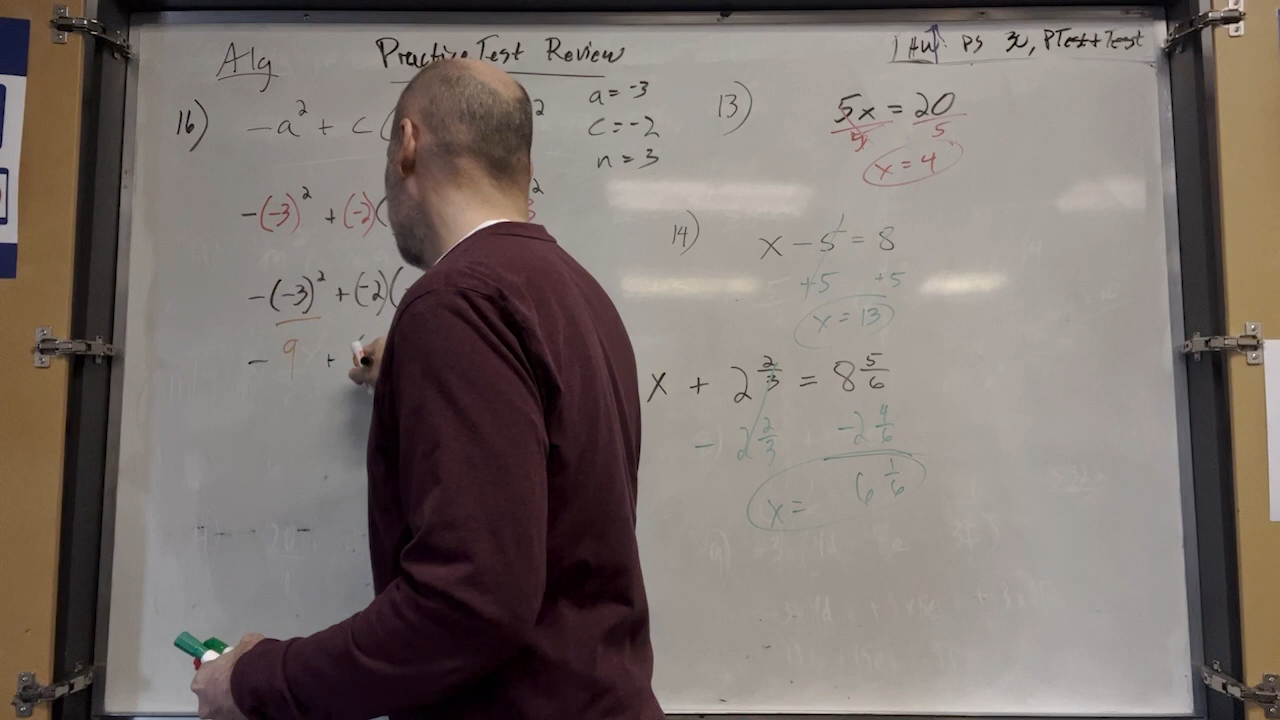 Alg Practice Test Review
PS 30, PTest + Test
16) -a² + c( ²
a = -3
c = -2
n = 3
-(-3)² + (-2)( ²
-(-3)² + (-2)(
- 9 +
13) 5x = 20
5 5
x = 4
14) x - 5 = 8
+5 +5
x = 13
x + 2 2/3 = 8 5/6
-) 2 2/3 -2 4/6
x = 6 1/6